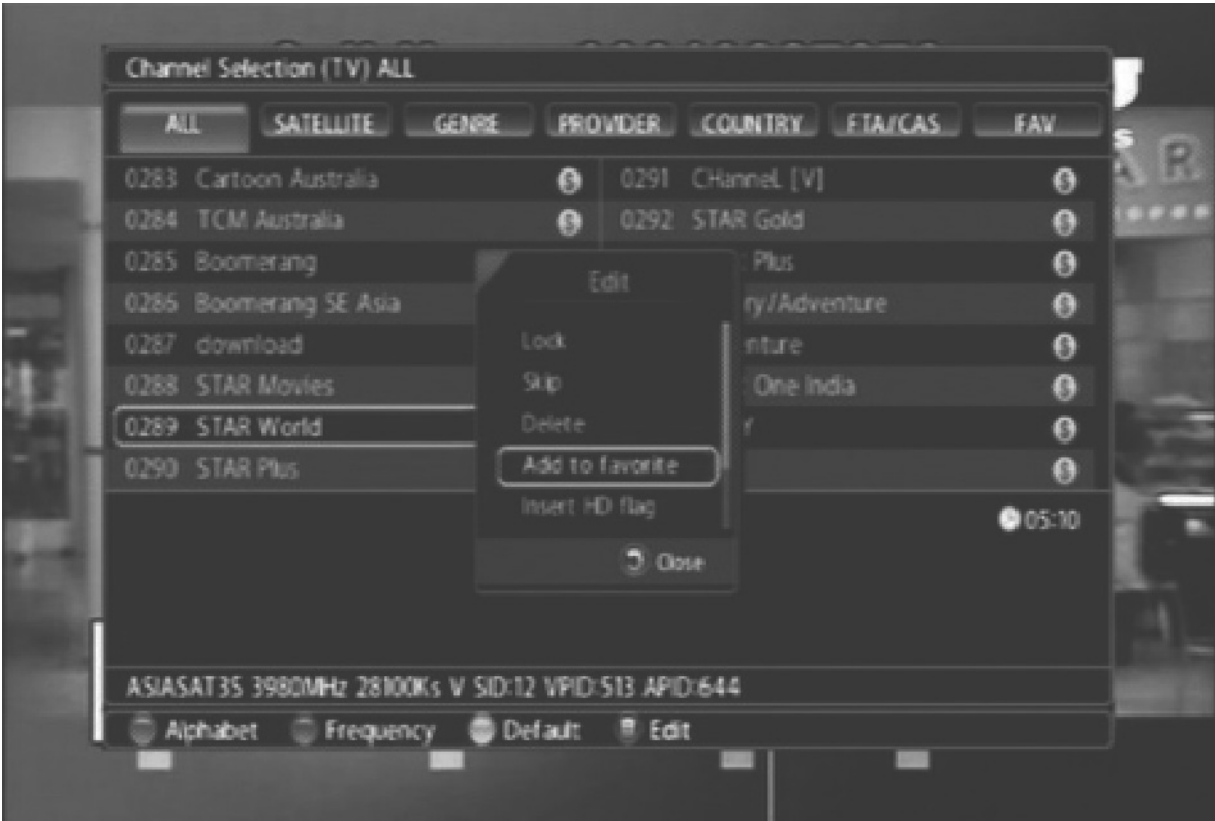 Channel Selection (TV) ALL
ALL SATELLITE GENRE PROVIDER COUNTRY FTA/CAS FAV
0283 Cartoon Australia $ 0291 CHanneL [V] $
0284 TCM Australia $ 0292 STAR Gold $
0285 Boomerang Plus $
0286 Boomerang SE Asia ry/Adventure $
0287 download nture $
0288 STAR Movies One India $
0289 STAR World Y $
0290 STAR Plus $
Edit
Lock
Skip
Delete
Add to favorite
Insert HD flag
Close
05:10
ASIASAT3S 3980MHz 28100Ks V SID:12 VPID:513 APID:644
Alphabet Frequency Default Edit
AR